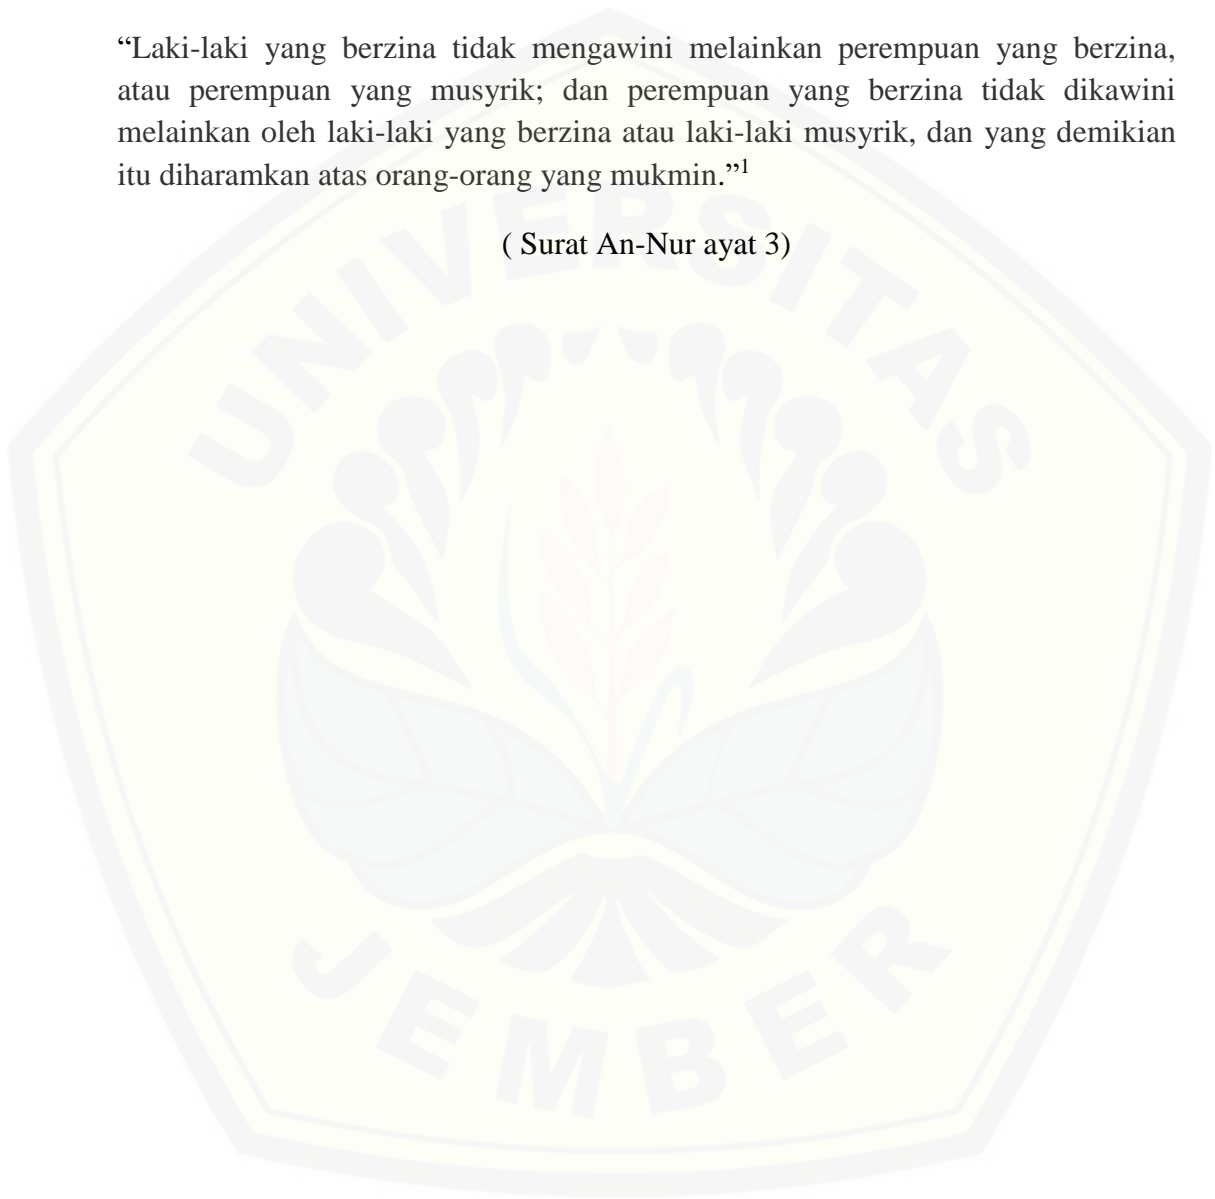 “Laki-laki yang berzina tidak mengawini melainkan perempuan yang berzina,
atau perempuan yang musyrik; dan perempuan yang berzina tidak dikawini
melainkan oleh laki-laki yang berzina atau laki-laki musyrik, dan yang demikian
itu diharamkan atas orang-orang yang mukmin.”¹
( Surat An-Nur ayat 3)
UNIVERSITAS
JEMBER